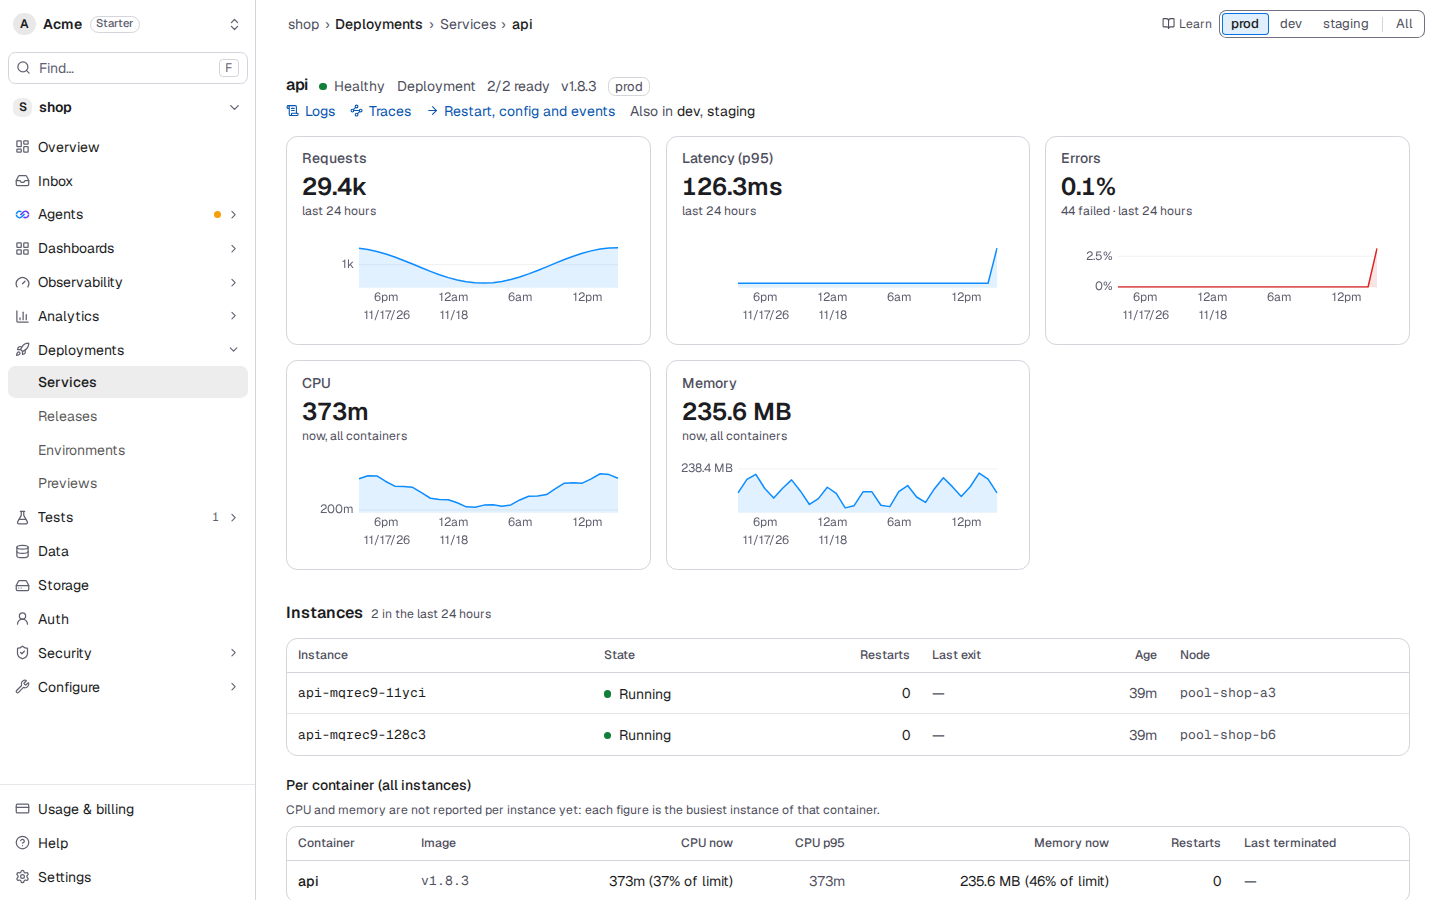 A Acme Starter
Find... F
S shop
Overview
Inbox
Agents
Dashboards
Observability
Analytics
Deployments
Services
Releases
Environments
Previews
Tests 1
Data
Storage
Auth
Security
Configure
Usage & billing
Help
Settings
shop › Deployments › Services › api
Learn prod dev staging All
api Healthy Deployment 2/2 ready v1.8.3 prod
Logs Traces Restart, config and events Also in dev, staging
Requests
29.4k
last 24 hours
1k
6pm 12am 6am 12pm
11/17/26 11/18
Latency (p95)
126.3ms
last 24 hours
6pm 12am 6am 12pm
11/17/26 11/18
Errors
0.1%
44 failed · last 24 hours
2.5%
0%
6pm 12am 6am 12pm
11/17/26 11/18
CPU
373m
now, all containers
200m
6pm 12am 6am 12pm
11/17/26 11/18
Memory
235.6 MB
now, all containers
238.4 MB
6pm 12am 6am 12pm
11/17/26 11/18
Instances 2 in the last 24 hours
Instance State Restarts Last exit Age Node
api-mqrec9-11yci Running 0 — 39m pool-shop-a3
api-mqrec9-128c3 Running 0 — 39m pool-shop-b6
Per container (all instances)
CPU and memory are not reported per instance yet: each figure is the busiest instance of that container.
Container Image CPU now CPU p95 Memory now Restarts Last terminated
api v1.8.3 373m (37% of limit) 373m 235.6 MB (46% of limit) 0 —